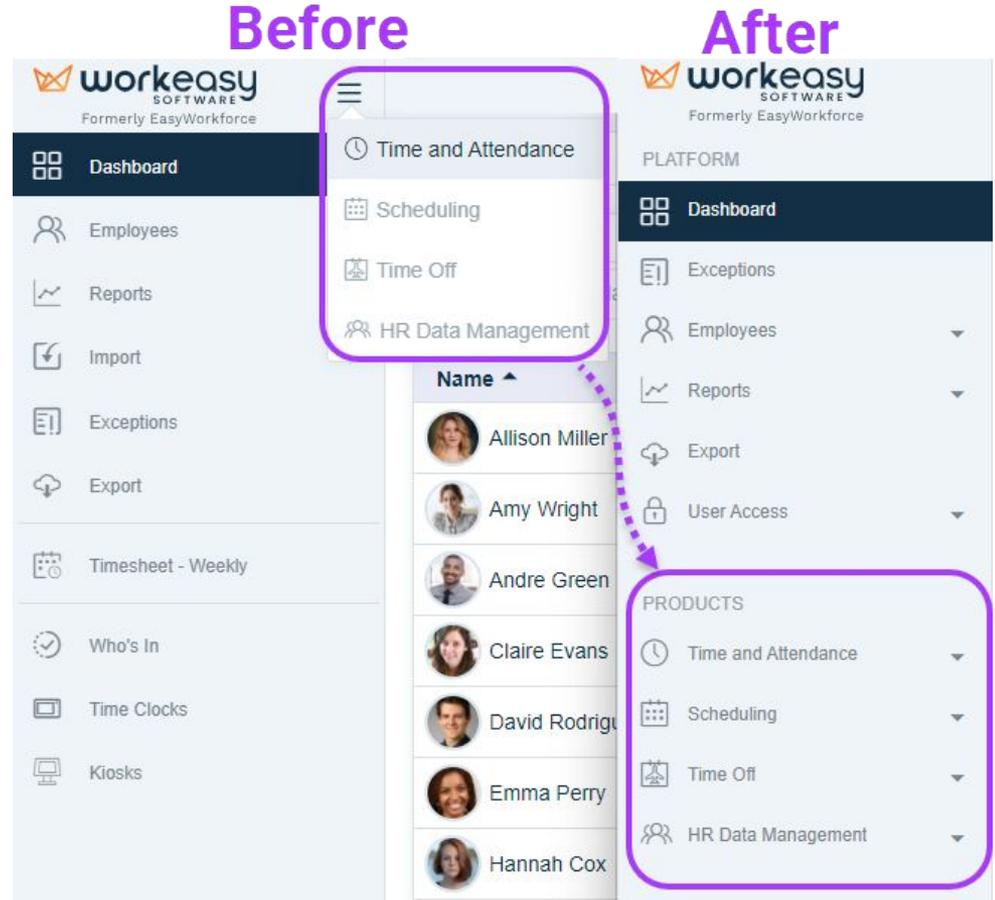 Before
After
workeasy
SOFTWARE
Formerly EasyWorkforce
Dashboard
Employees
Reports
Import
Exceptions
Export
Timesheet - Weekly
Who's In
Time Clocks
Kiosks
Time and Attendance
Scheduling
Time Off
HR Data Management
Name
Allison Miller
Amy Wright
Andre Green
Claire Evans
David Rodrigu
Emma Perry
Hannah Cox
workeasy
SOFTWARE
Formerly EasyWorkforce
PLATFORM
Dashboard
Exceptions
Employees
Reports
Export
User Access
PRODUCTS
Time and Attendance
Scheduling
Time Off
HR Data Management